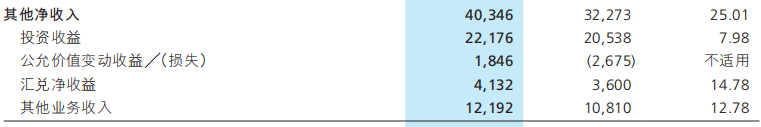 其他净收入 40,346 32,273 25.01
投资收益 22,176 20,538 7.98
公允价值变动收益／(损失) 1,846 (2,675) 不适用
汇兑净收益 4,132 3,600 14.78
其他业务收入 12,192 10,810 12.78